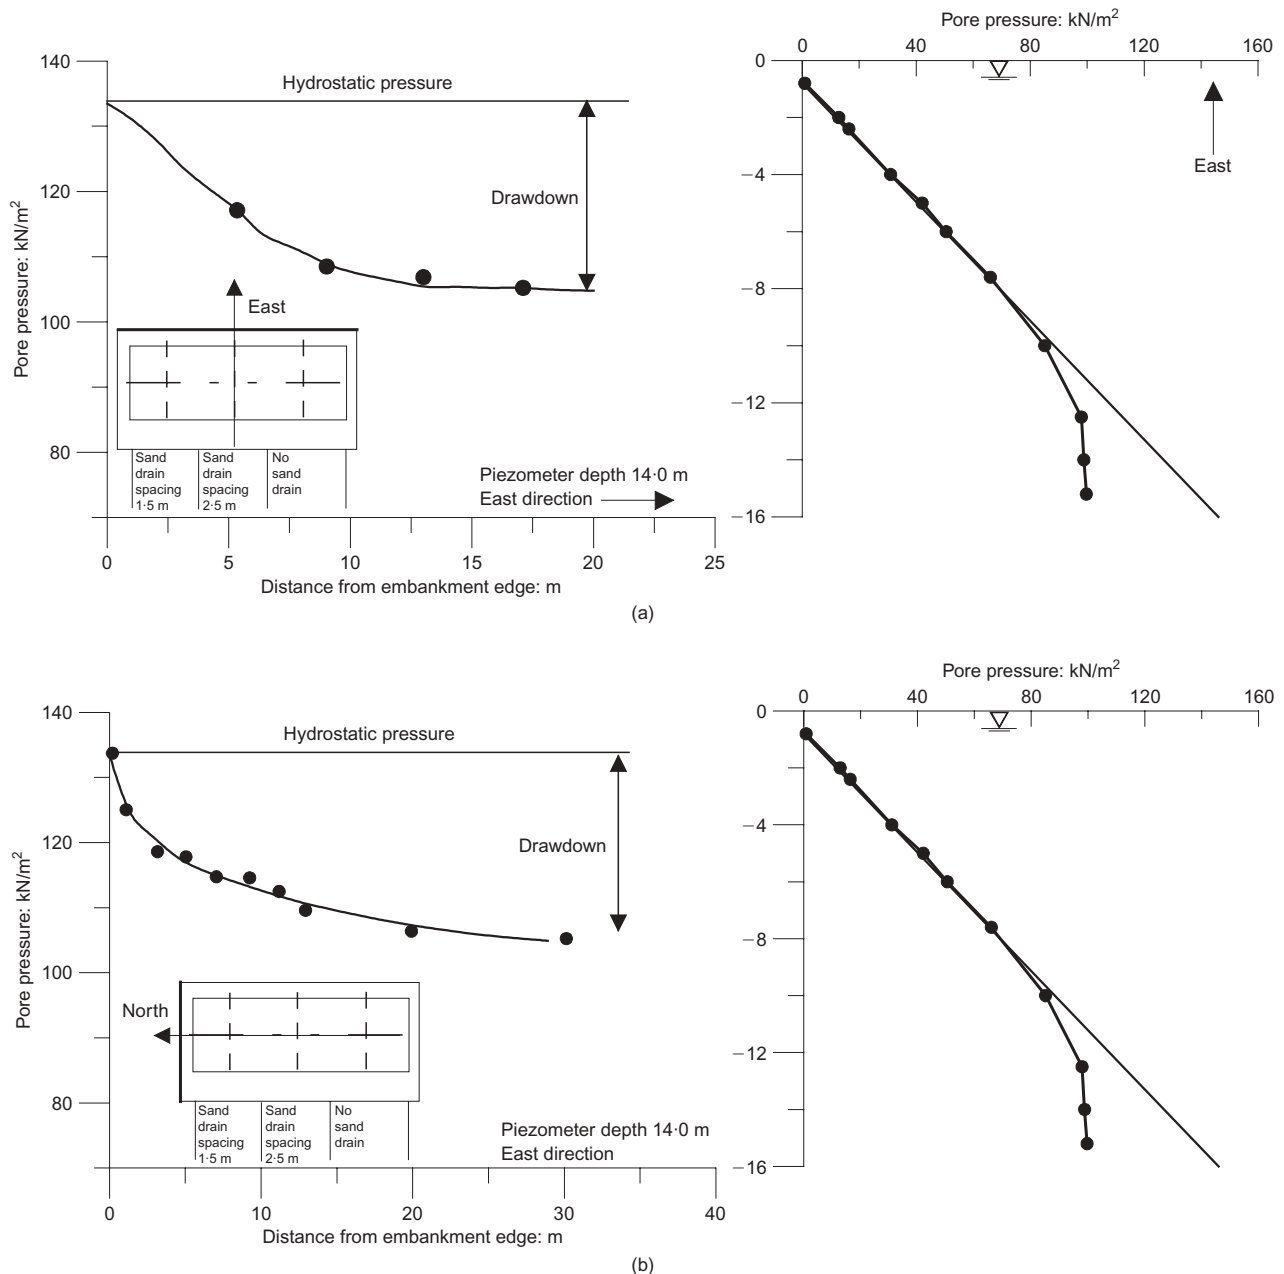 Pore pressure: kN/m2
0 40 80 120 160
140
Hydrostatic pressure
0
120
Drawdown
−4
East
Pore pressure: kN/m2
100
East
−8
80
−12
Sand drain spacing 1·5 m
Sand drain spacing 2·5 m
No sand drain
Piezometer depth 14·0 m
East direction
−16
0 5 10 15 20 25
Distance from embankment edge: m
(a)
Pore pressure: kN/m2
0 40 80 120 160
140
Hydrostatic pressure
0
120
Drawdown
−4
Pore pressure: kN/m2
100
−8
North
80
−12
Sand drain spacing 1·5 m
Sand drain spacing 2·5 m
No sand drain
Piezometer depth 14·0 m
East direction
−16
0 10 20 30 40
Distance from embankment edge: m
(b)